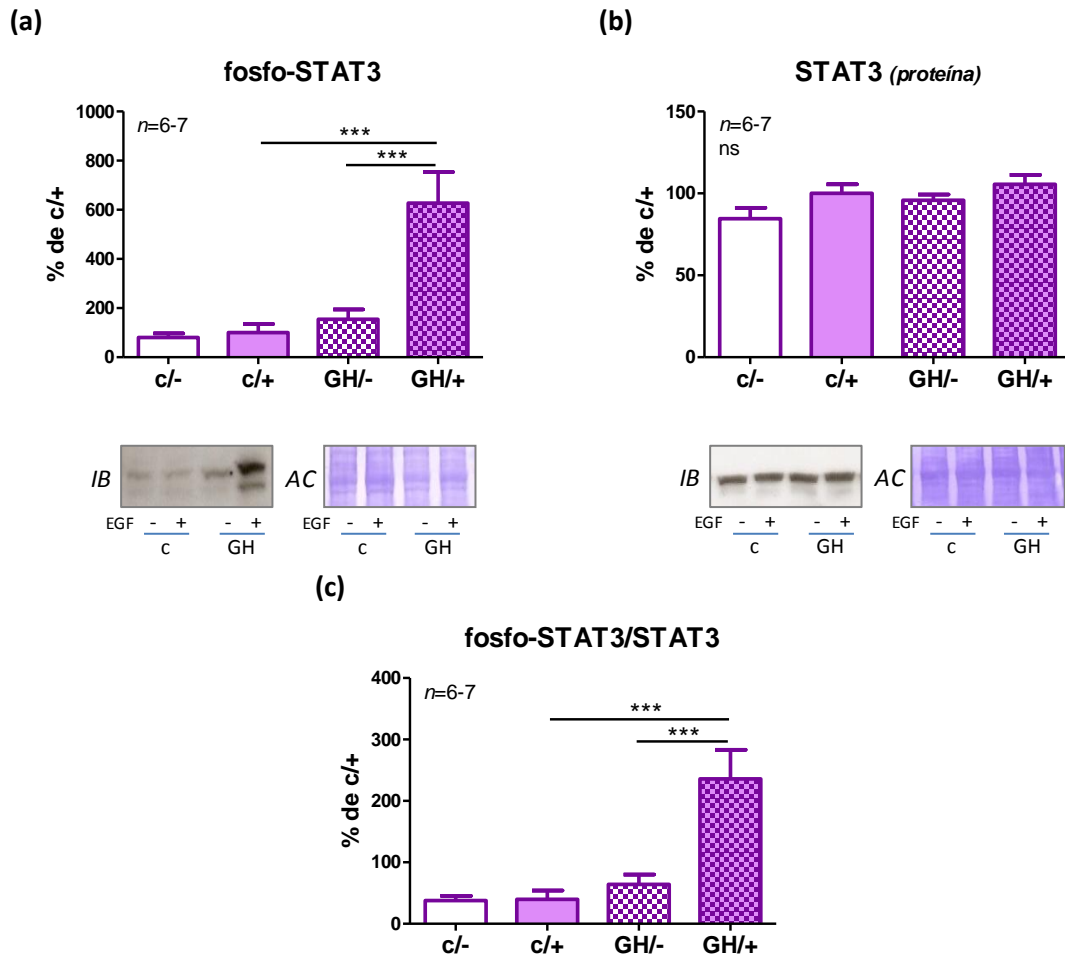 (a)
fosfo-STAT3
n=6-7
***
***
% de c/+
1000
800
600
400
200
0
c/-
c/+
GH/-
GH/+
IB
AC
EGF - + - +
c GH
- + - +
c GH
(b)
STAT3 (proteína)
n=6-7
ns
% de c/+
150
100
50
0
c/-
c/+
GH/-
GH/+
IB
AC
EGF - + - +
c GH
EGF - + - +
c GH
(c)
fosfo-STAT3/STAT3
n=6-7
***
***
% de c/+
400
300
200
100
0
c/-
c/+
GH/-
GH/+